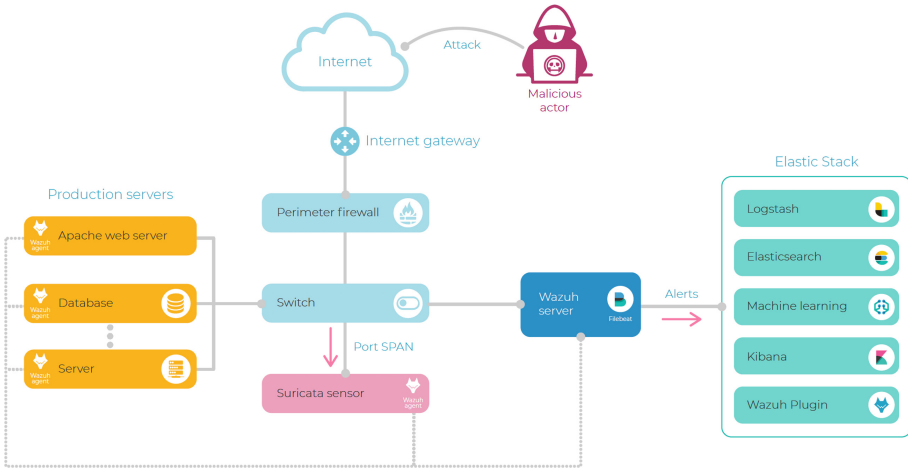 Internet
Attack
Malicious
actor
Internet gateway
Elastic Stack
Production servers
Perimeter firewall
Logstash
Wazuh
agent
Apache web server
Elasticsearch
Wazuh
agent
Database
Switch
Wazuh
server
Filebeat
Alerts
Machine learning
Port SPAN
Wazuh
agent
Server
Kibana
Suricata sensor
Wazuh
agent
Wazuh Plugin